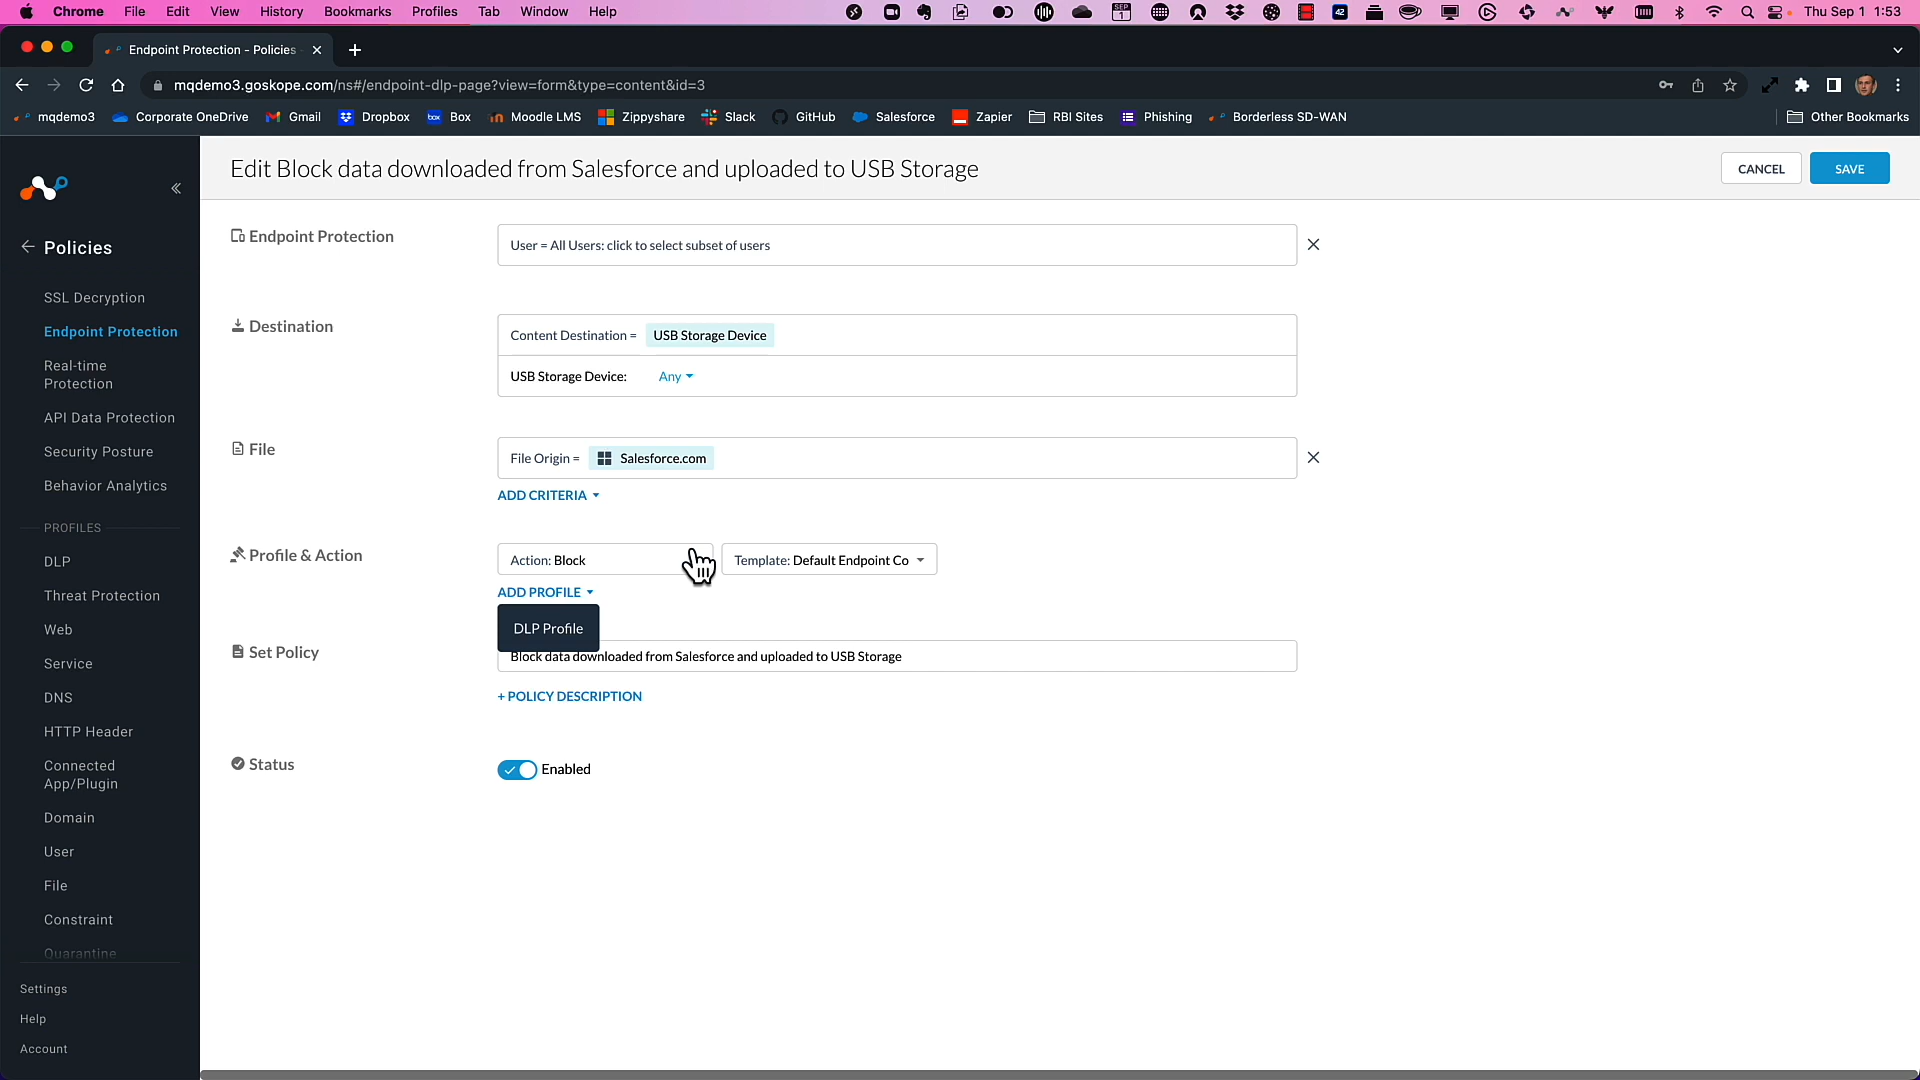 Chrome File Edit View History Bookmarks Profiles Tab Window Help SEP 1 42 Thu Sep 1 1:53
Endpoint Protection - Policies
mqdemo3.goskope.com/ns#/endpoint-dlp-page?view=form&type=content&id=3
mqdemo3 Corporate OneDrive Gmail Dropbox box Box Moodle LMS Zippyshare Slack GitHub Salesforce Zapier RBI Sites Phishing Borderless SD-WAN Other Bookmarks
Edit Block data downloaded from Salesforce and uploaded to USB Storage
CANCEL
SAVE
Policies
SSL Decryption
Endpoint Protection
Real-time
Protection
API Data Protection
Security Posture
Behavior Analytics
PROFILES
DLP
Threat Protection
Web
Service
DNS
HTTP Header
Connected
App/Plugin
Domain
User
File
Constraint
Quarantine
Settings
Help
Account
Endpoint Protection
User = All Users: click to select subset of users
Destination
Content Destination = USB Storage Device
USB Storage Device: Any
File
File Origin = Salesforce.com
ADD CRITERIA
Profile & Action
Action: Block
Template: Default Endpoint Co
ADD PROFILE
DLP Profile
Set Policy
Block data downloaded from Salesforce and uploaded to USB Storage
+ POLICY DESCRIPTION
Status
Enabled